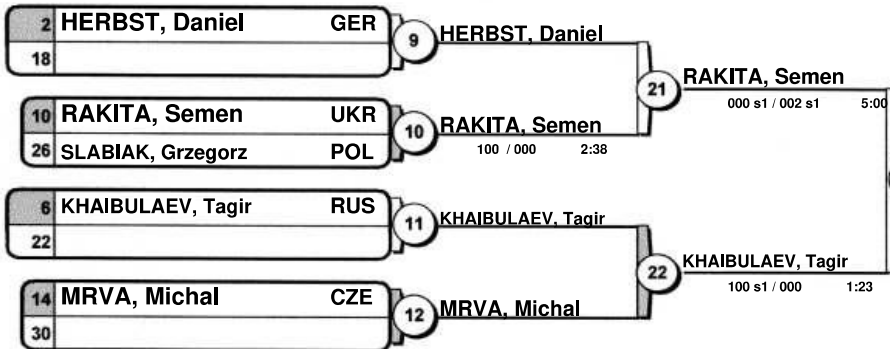 2 HERBST, Daniel GER
18
9
HERBST, Daniel
10 RAKITA, Semen UKR
26 SLABIAK, Grzegorz POL
10
RAKITA, Semen
100 / 000 2:38
21
RAKITA, Semen
000 s1 / 002 s1 5:00
6 KHAIBULAEV, Tagir RUS
22
11
KHAIBULAEV, Tagir
14 MRVA, Michal CZE
30
12
MRVA, Michal
22
KHAIBULAEV, Tagir
100 s1 / 000 1:23